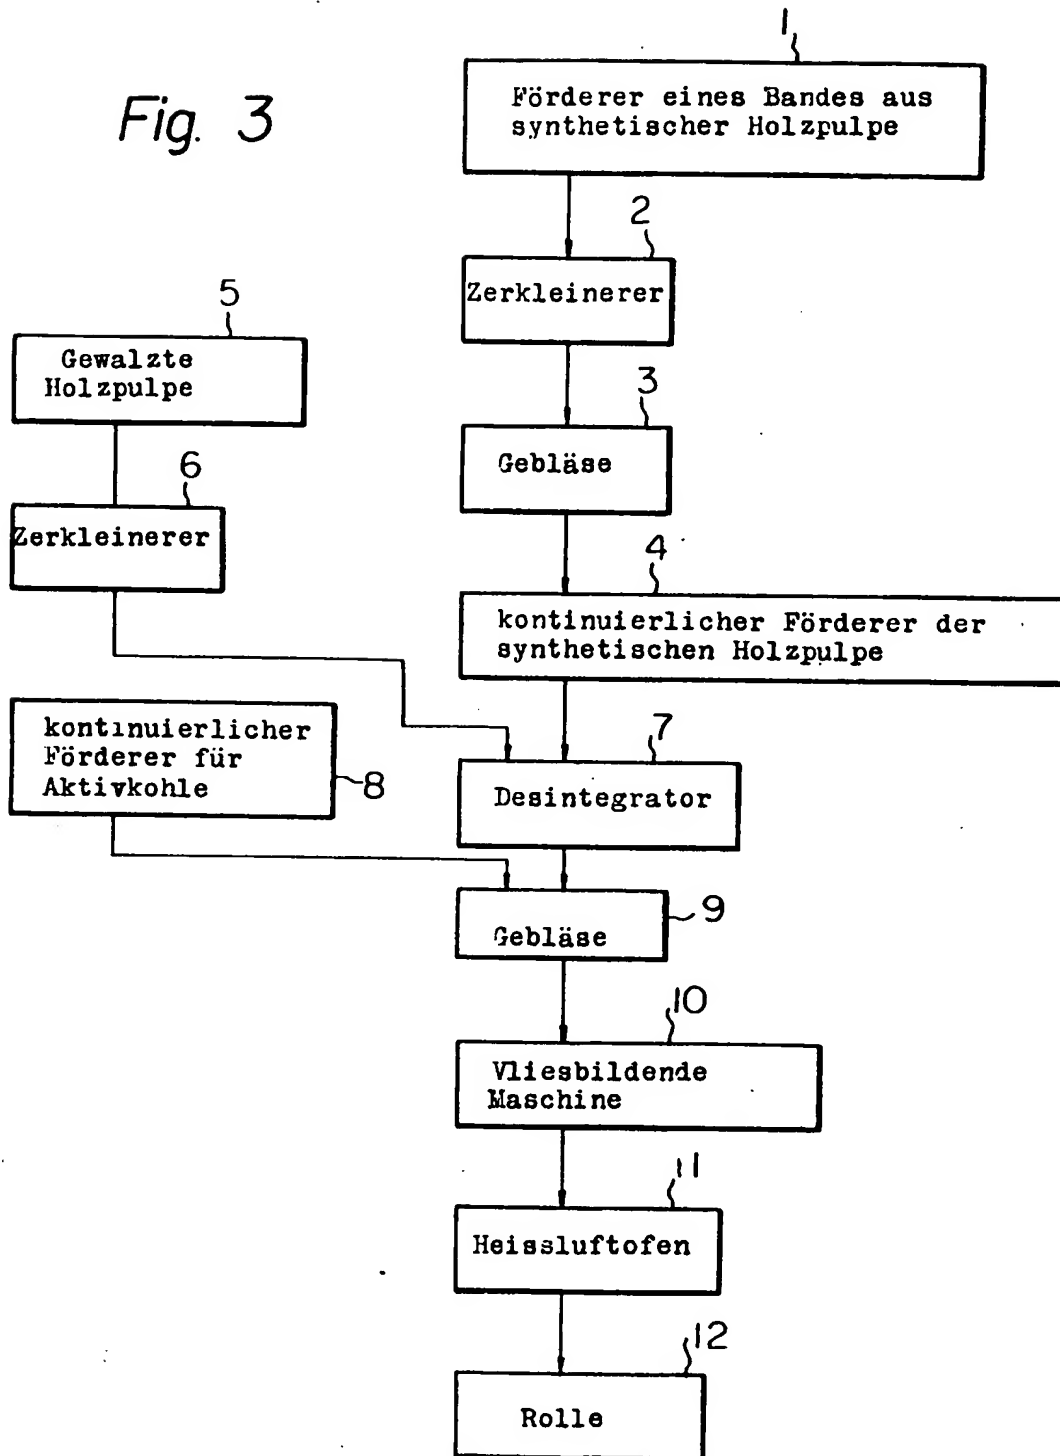 Fig. 3
1
Förderer eines Bandes aus
synthetischer Holzpulpe
2
Zerkleinerer
3
Gebläse
4
kontinuierlicher Förderer der
synthetischen Holzpulpe
5
Gewalzte
Holzpulpe
6
Zerkleinerer
7
Desintegrator
kontinuierlicher
Förderer für
Aktivkohle
8
9
Gebläse
10
Vliesbildende
Maschine
11
Heissluftofen
12
Rolle